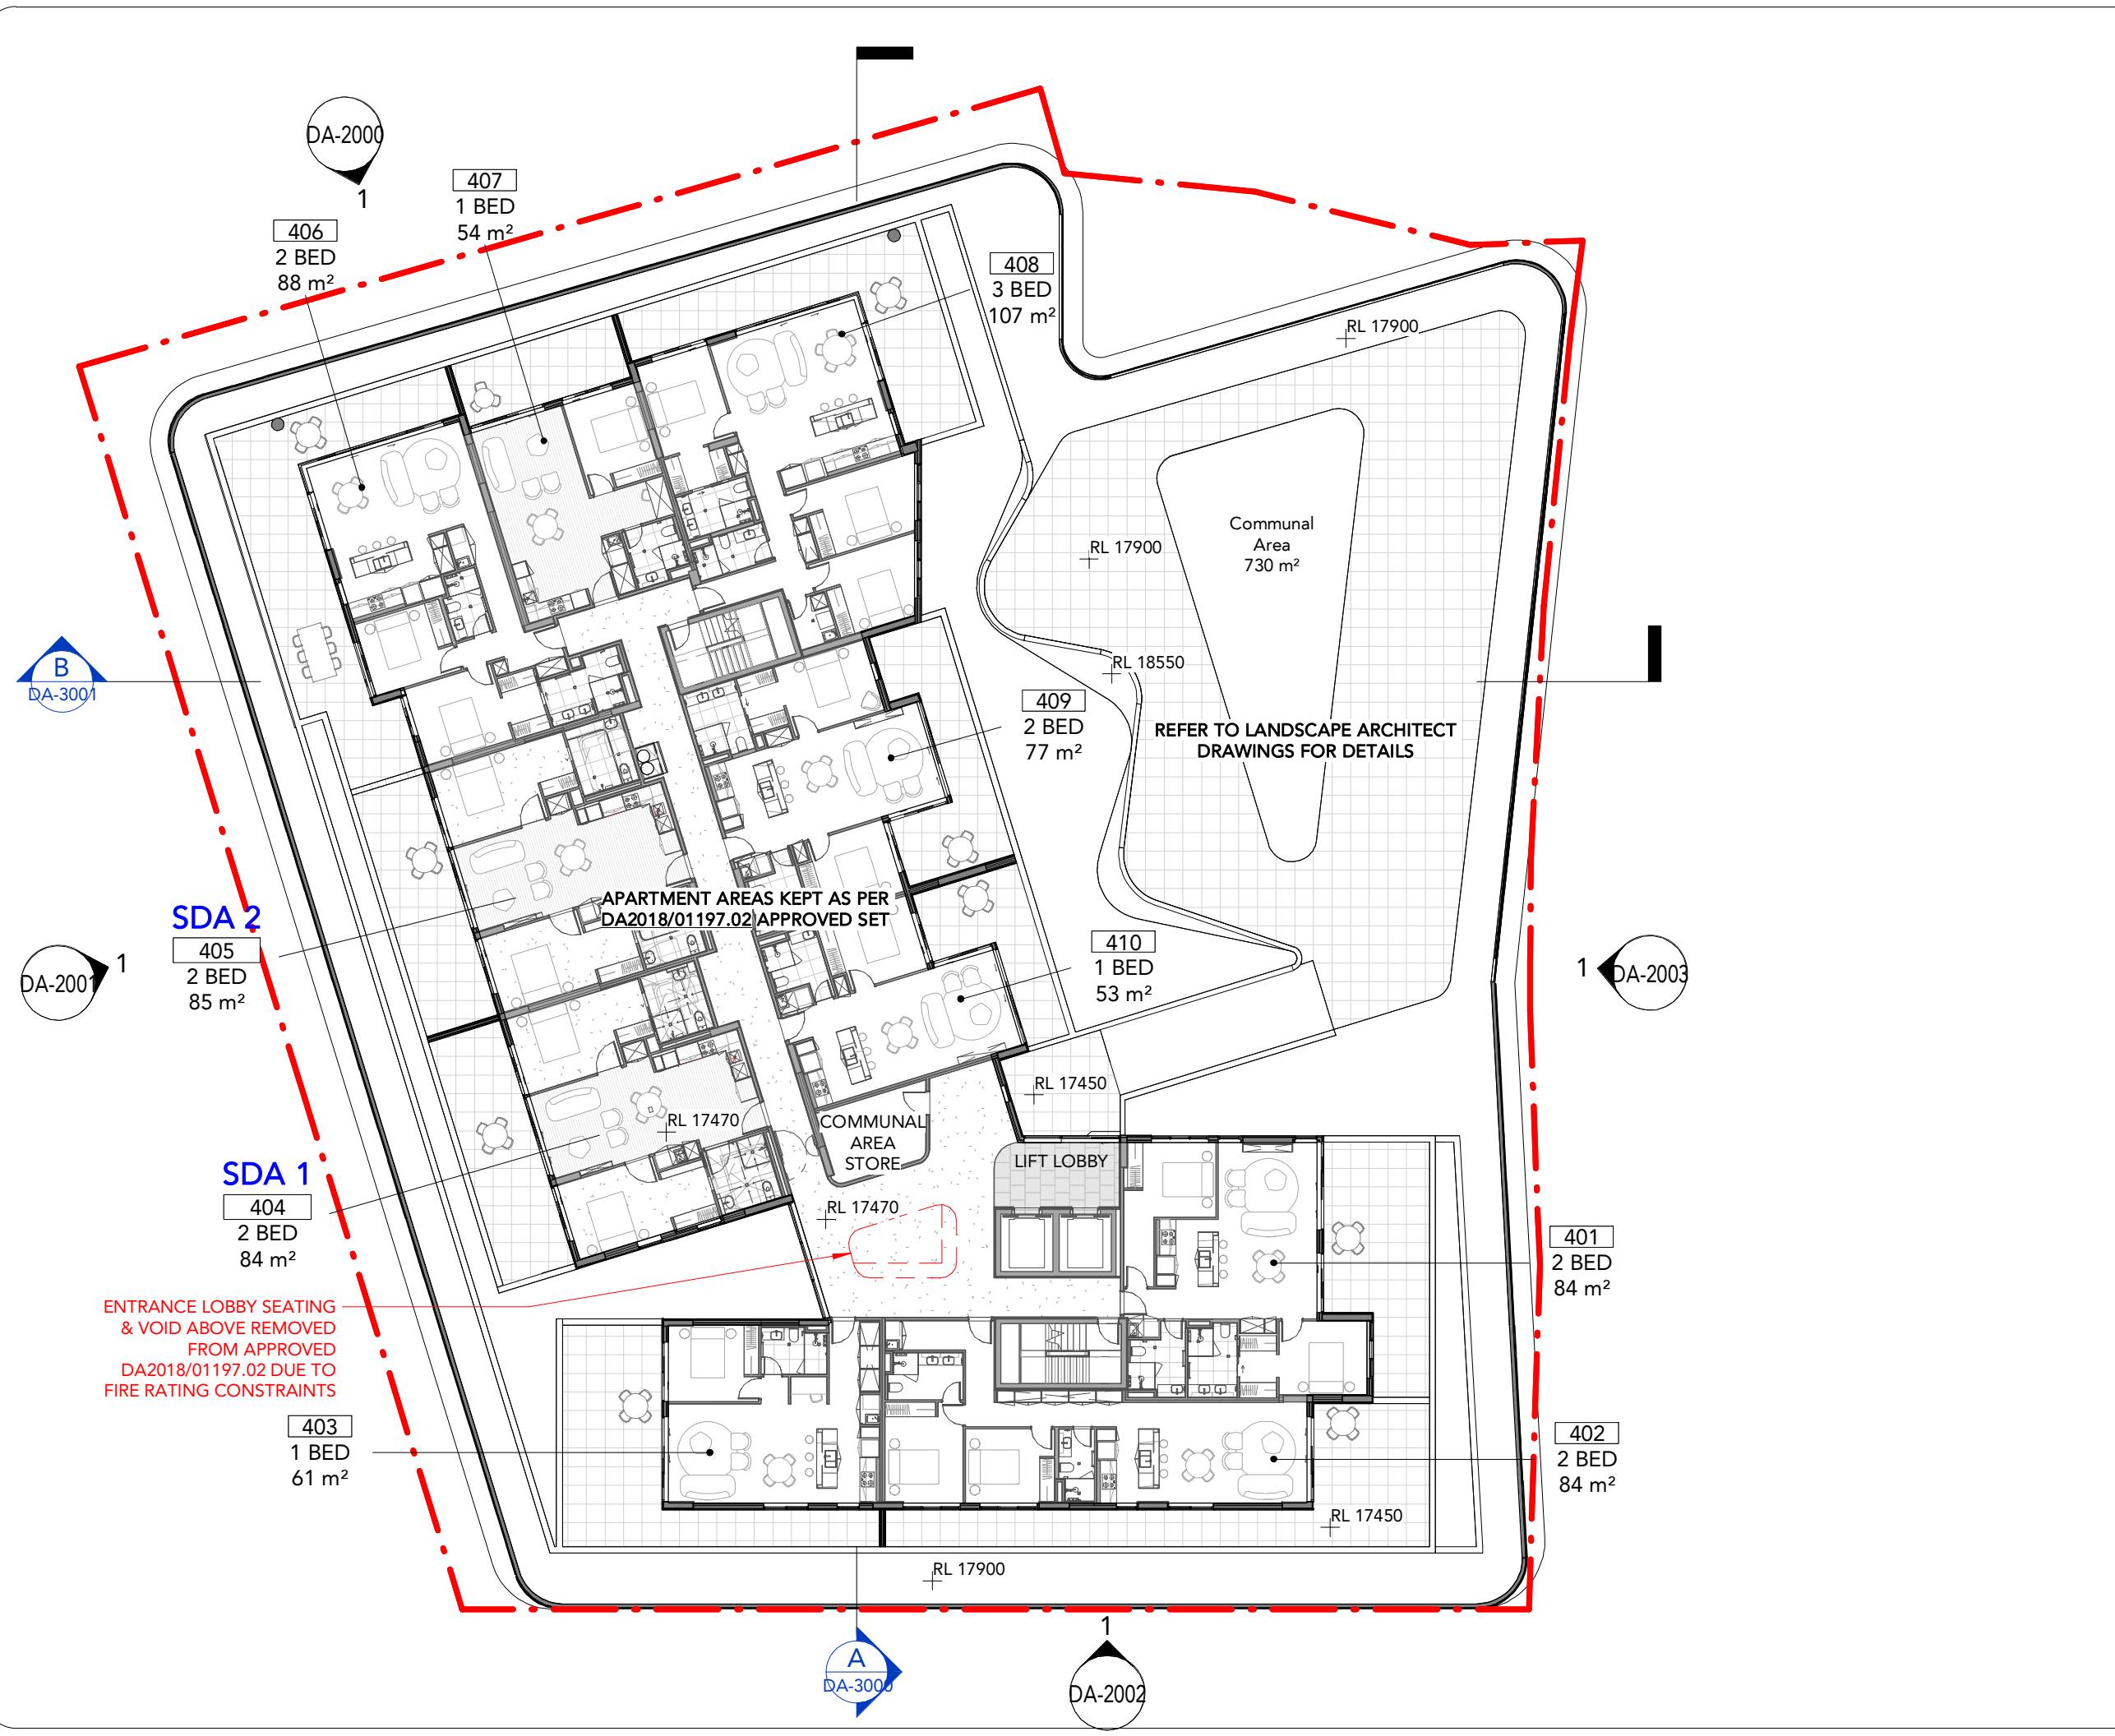 DA-2000
1
407
1 BED
54 m²
406
2 BED
88 m²
408
3 BED
107 m²
RL 17900
Communal
Area
730 m²
RL 17900
B
DA-3001
RL 18550
409
2 BED
77 m²
REFER TO LANDSCAPE ARCHITECT
DRAWINGS FOR DETAILS
APARTMENT AREAS KEPT AS PER
DA2018/01197.02 APPROVED SET
SDA 2
405
2 BED
85 m²
DA-2001
1
410
1 BED
53 m²
1
DA-2003
RL 17450
RL 17470
COMMUNAL
AREA
STORE
LIFT LOBBY
SDA 1
404
2 BED
84 m²
RL 17470
401
2 BED
84 m²
ENTRANCE LOBBY SEATING
& VOID ABOVE REMOVED
FROM APPROVED
DA2018/01197.02 DUE TO
FIRE RATING CONSTRAINTS
403
1 BED
61 m²
402
2 BED
84 m²
RL 17450
RL 17900
A
DA-3000
1
DA-2002